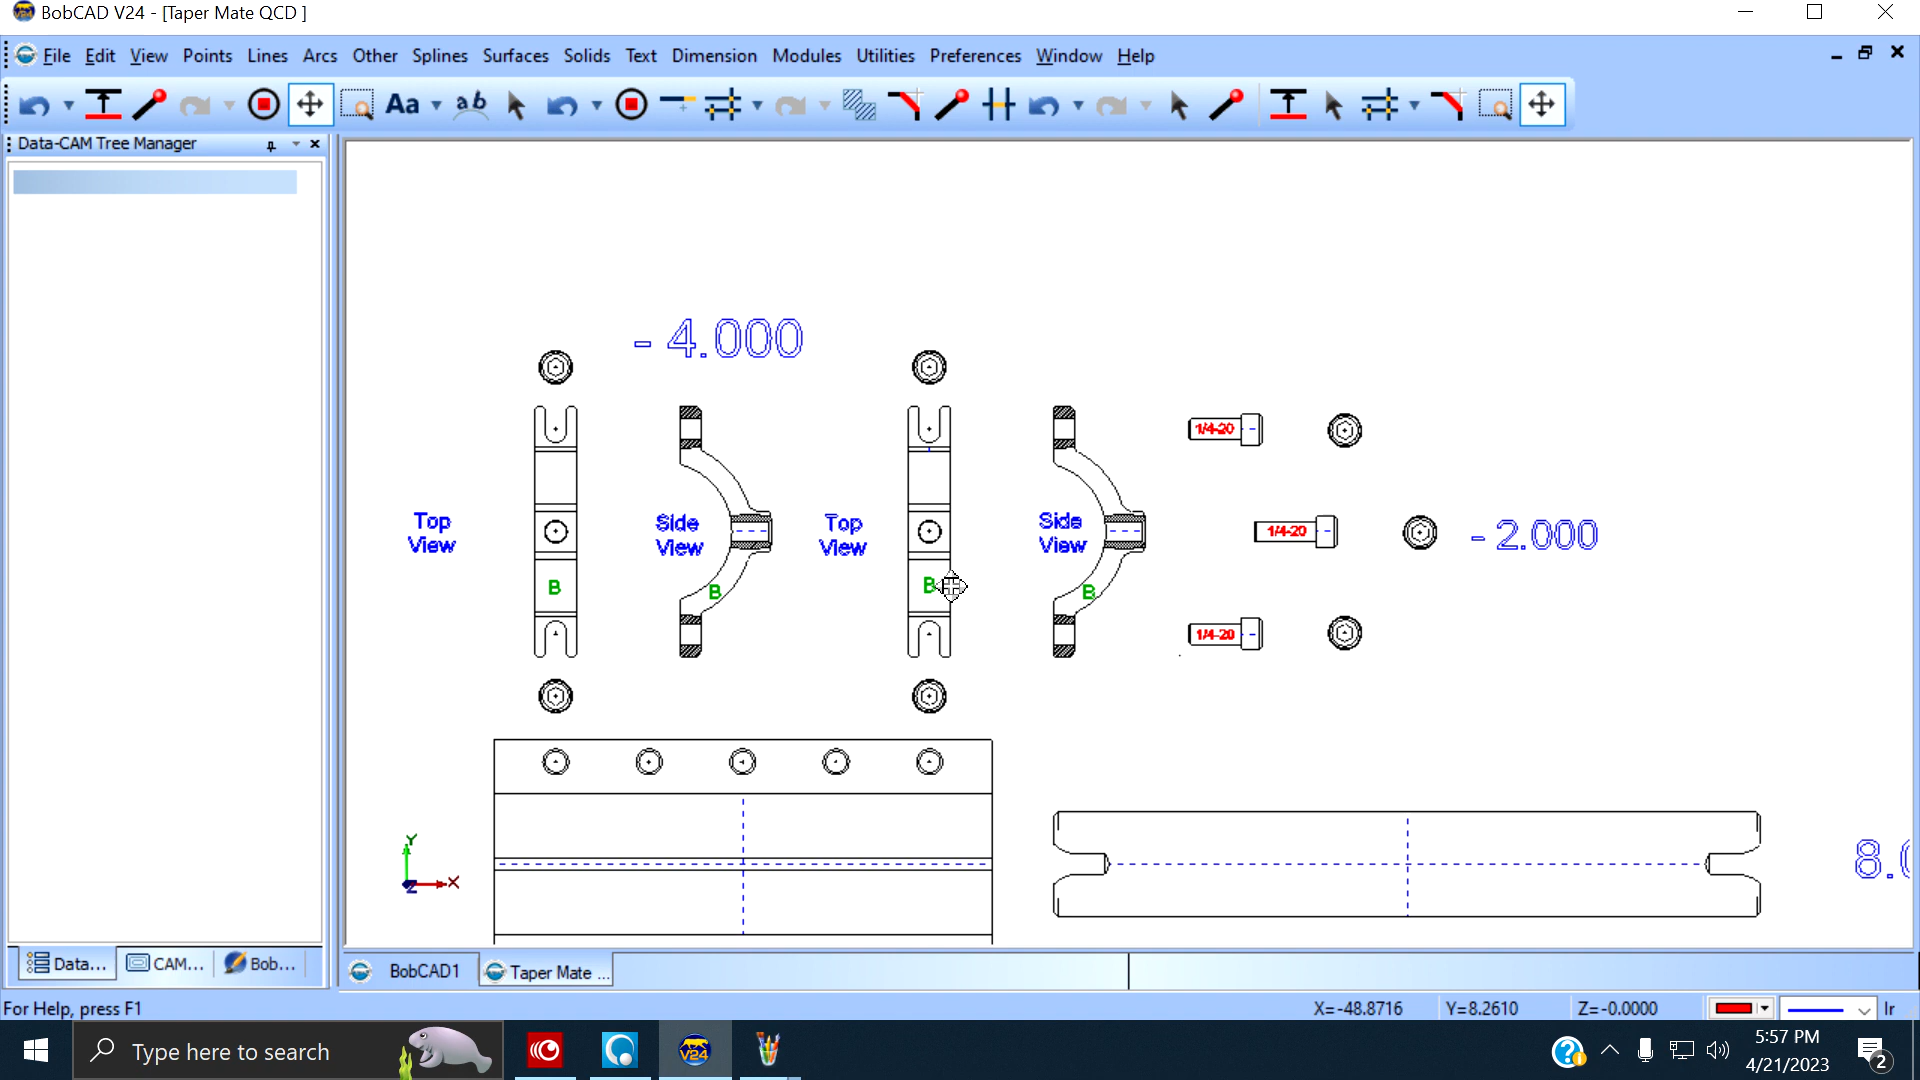 BobCAD V24 - [Taper Mate QCD ]
File Edit View Points Lines Arcs Other Splines Surfaces Solids Text Dimension Modules Utilities Preferences Window Help
Aa ab
Data-CAM Tree Manager
- 4.000
1/4-20
Top View
Side View
Top View
Side View
1/4-20
- 2.000
B
B
B
B
1/4-20
Y
Z
X
Data...
CAM...
Bob...
BobCAD1
Taper Mate ...
For Help, press F1
X=-48.8716
Y=8.2610
Z=-0.0000
Type here to search
V24
5:57 PM
4/21/2023
2